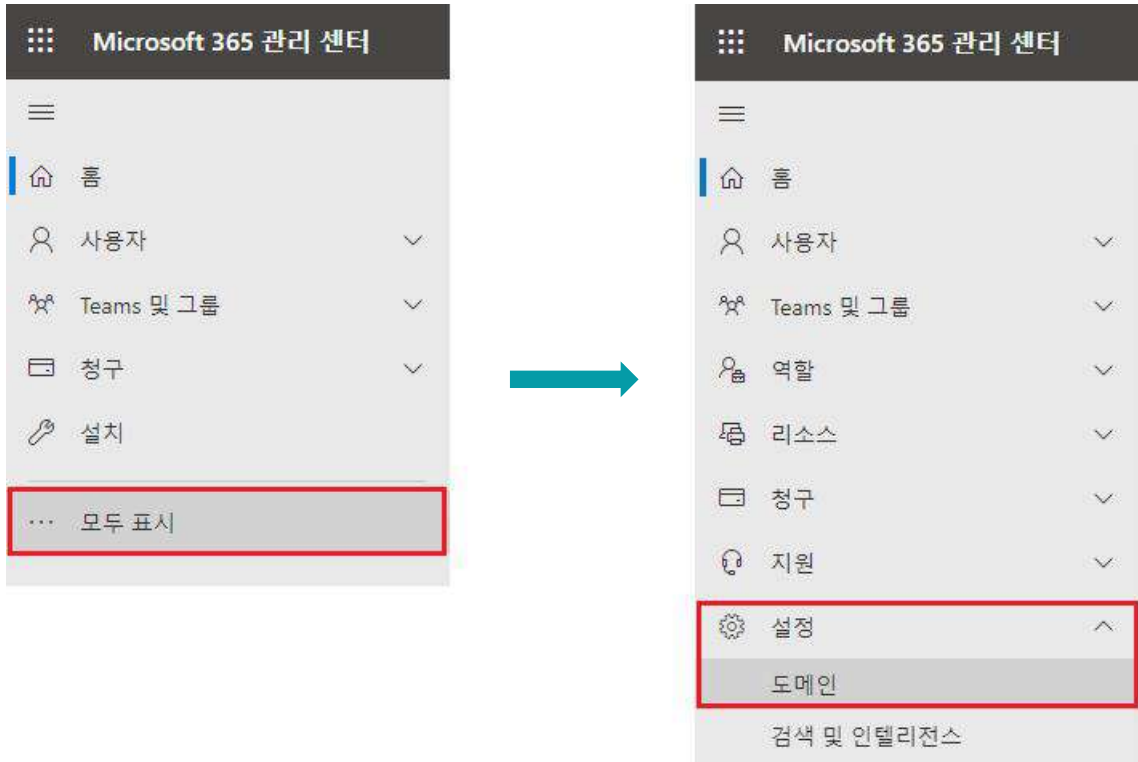 Microsoft 365 관리 센터
홈
사용자
Teams 및 그룹
청구
설치
모두 표시
Microsoft 365 관리 센터
홈
사용자
Teams 및 그룹
역할
리소스
청구
지원
설정
도메인
검색 및 인텔리전스